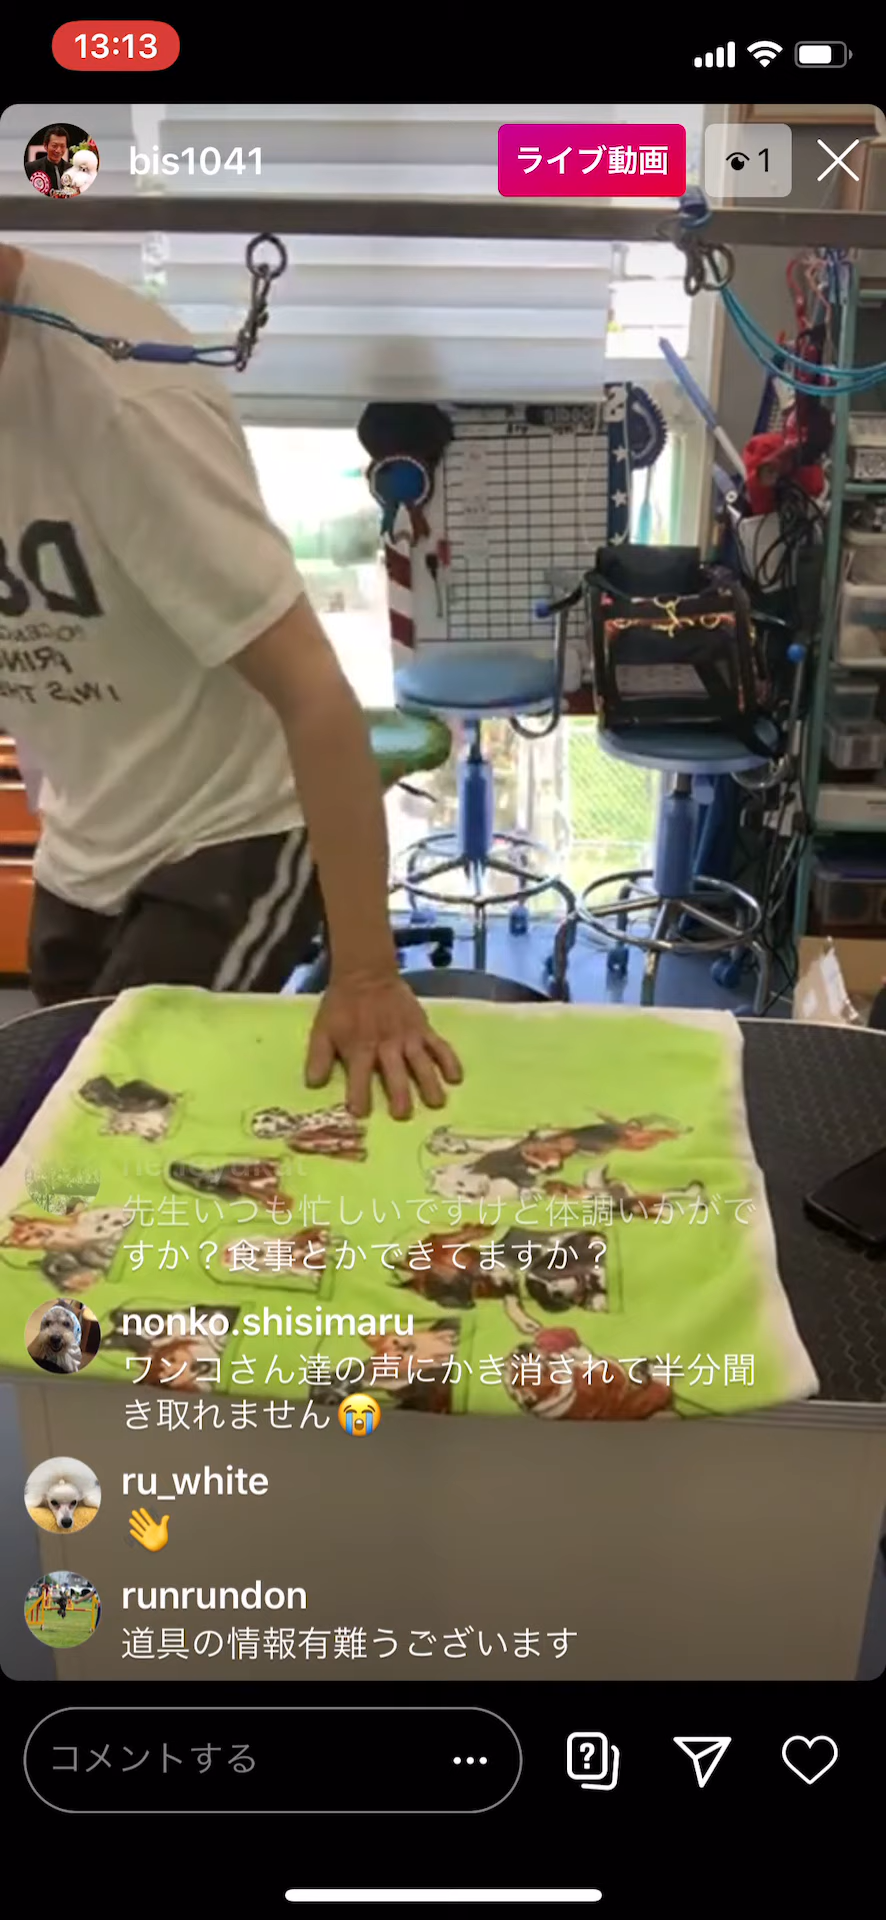 13:13
bis1041
ライブ動画
1
先生いつも忙しいですけど体調いかがで
すか？食事とかできてますか？
nonko.shisimaru
ワンコさん達の声にかき消されて半分聞
き取れません😭
ru_white
👋
runrundon
道具の情報有難うございます
コメントする